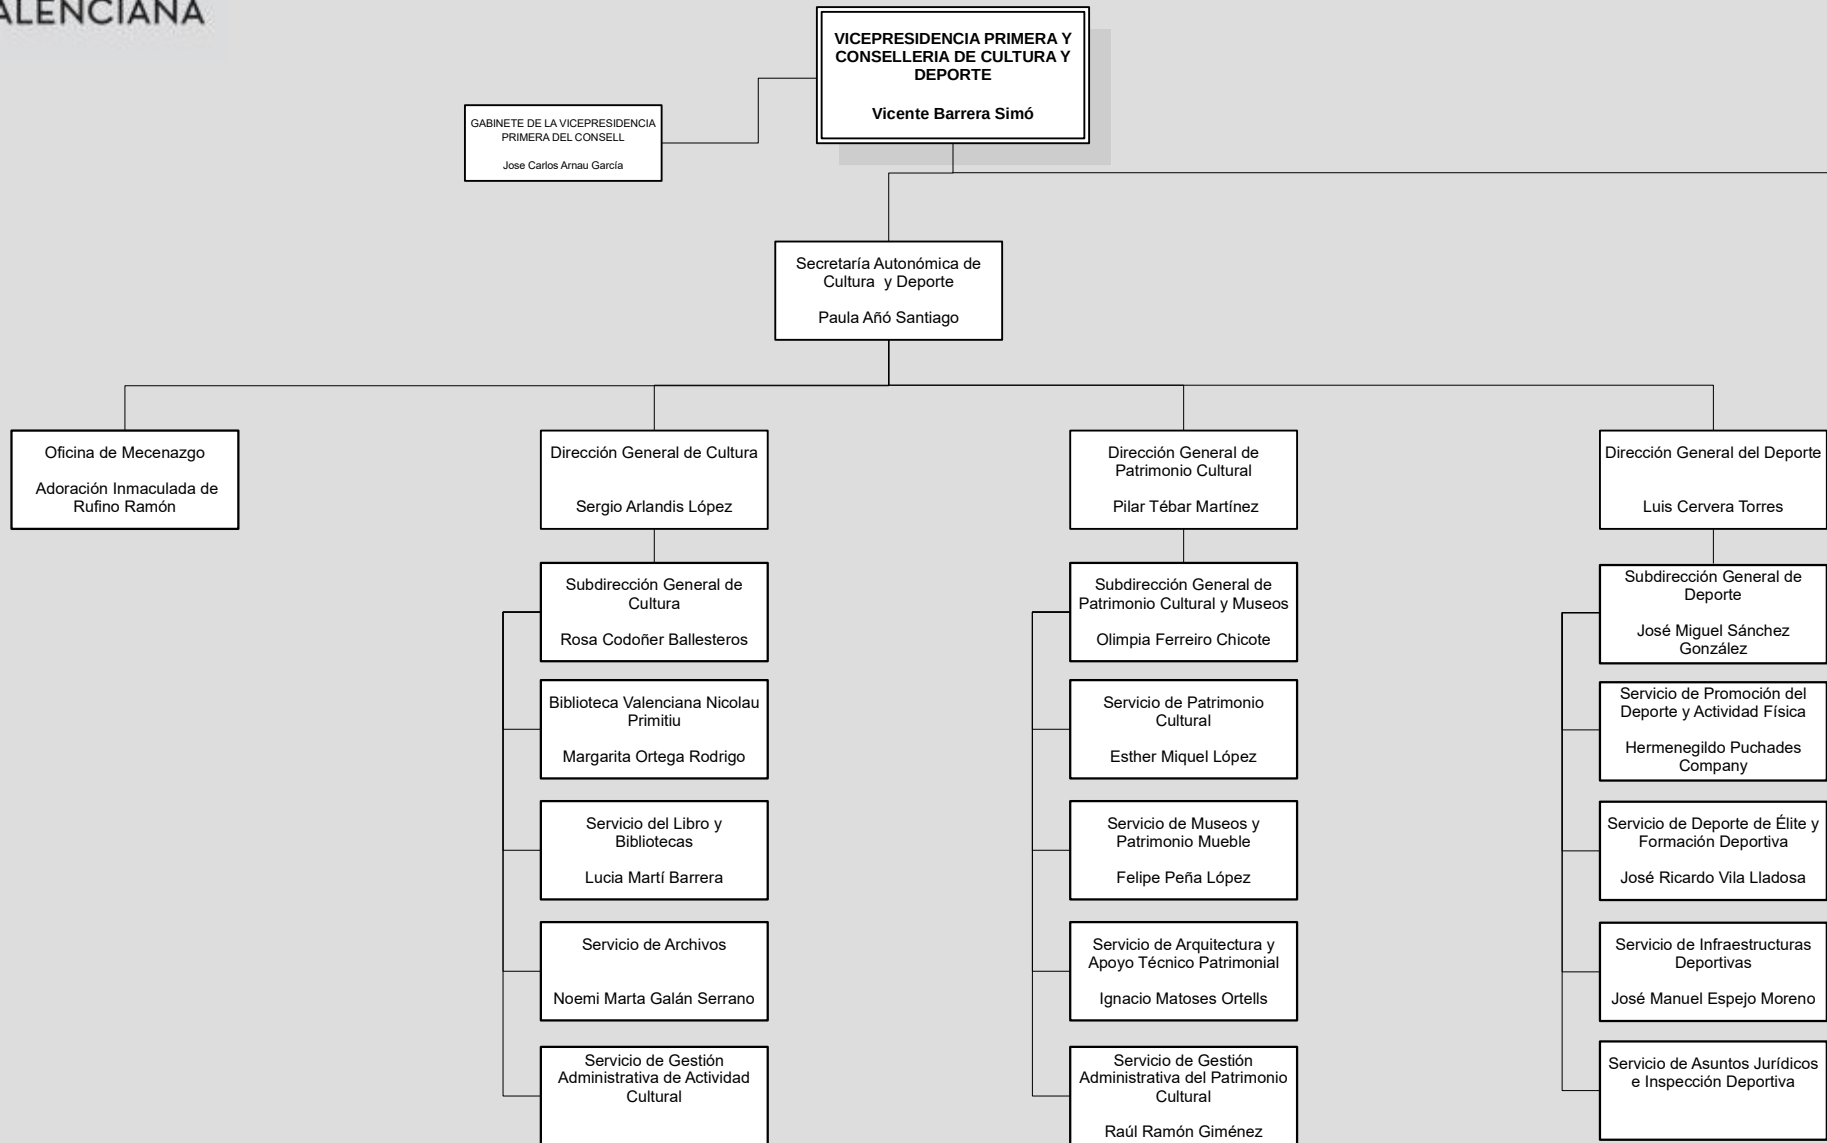 VICEPRESIDENCIA PRIMERA Y
CONSELLERIA DE CULTURA Y
DEPORTE
Vicente Barrera Simó
GABINETE DE LA VICEPRESIDENCIA
PRIMERA DEL CONSELL
Jose Carlos Arnau García
Secretaría Autonómica de
Cultura y Deporte
Paula Añó Santiago
Oficina de Mecenazgo
Adoración Inmaculada de
Rufino Ramón
Dirección General de Cultura
Sergio Arlandis López
Subdirección General de
Cultura
Rosa Codoñer Ballesteros
Biblioteca Valenciana Nicolau
Primitiu
Margarita Ortega Rodrigo
Servicio del Libro y
Bibliotecas
Lucia Martí Barrera
Servicio de Archivos
Noemi Marta Galán Serrano
Servicio de Gestión
Administrativa de Actividad
Cultural
Dirección General de
Patrimonio Cultural
Pilar Tébar Martínez
Subdirección General de
Patrimonio Cultural y Museos
Olimpia Ferreiro Chicote
Servicio de Patrimonio
Cultural
Esther Miquel López
Servicio de Museos y
Patrimonio Mueble
Felipe Peña López
Servicio de Arquitectura y
Apoyo Técnico Patrimonial
Ignacio Matoses Ortells
Servicio de Gestión
Administrativa del Patrimonio
Cultural
Raúl Ramón Giménez
Dirección General del Deporte
Luis Cervera Torres
Subdirección General de
Deporte
José Miguel Sánchez
González
Servicio de Promoción del
Deporte y Actividad Física
Hermenegildo Puchades
Company
Servicio de Deporte de Élite y
Formación Deportiva
José Ricardo Vila Lladosa
Servicio de Infraestructuras
Deportivas
José Manuel Espejo Moreno
Servicio de Asuntos Jurídicos
e Inspección Deportiva